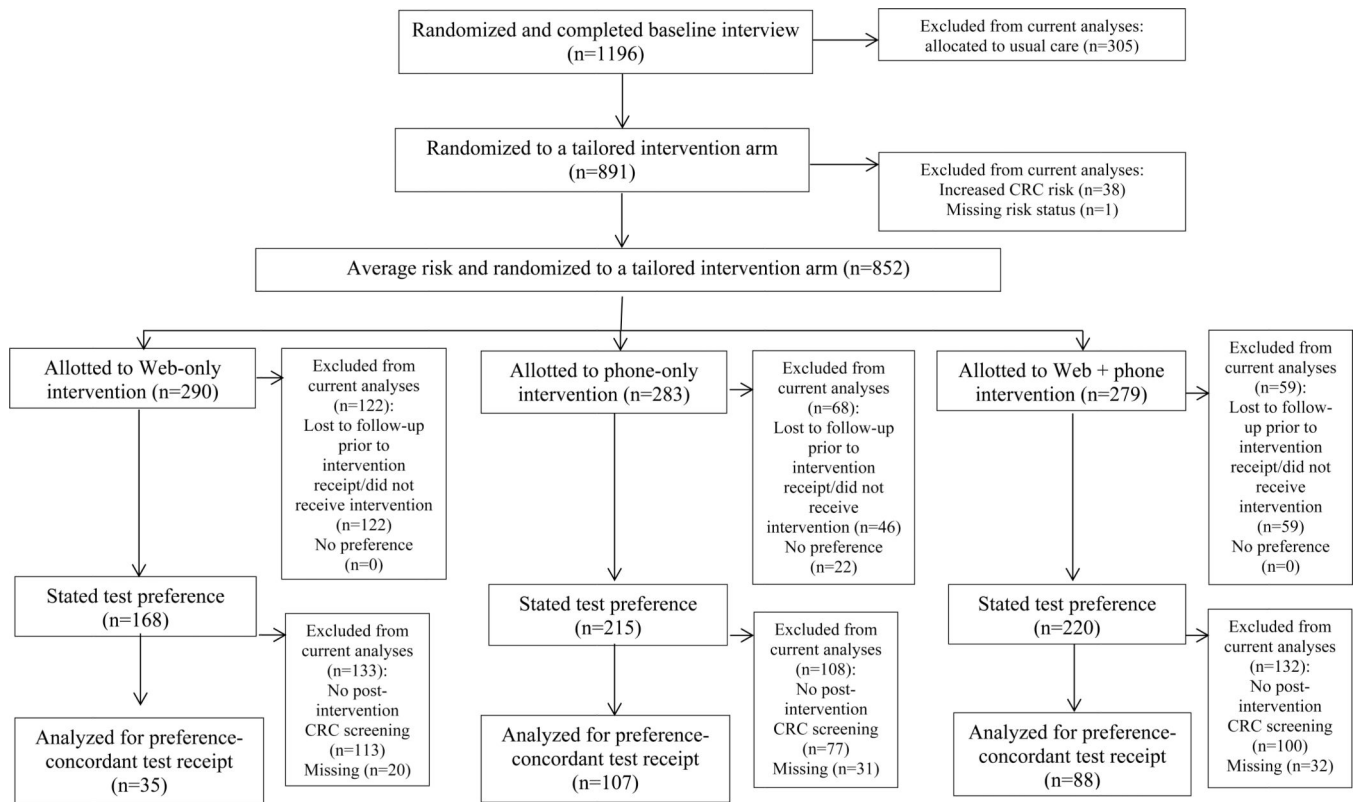 Randomized and completed baseline interview
(n=1196)
Excluded from current analyses:
allocated to usual care (n=305)
Randomized to a tailored intervention arm
(n=891)
Excluded from current analyses:
Increased CRC risk (n=38)
Missing risk status (n=1)
Average risk and randomized to a tailored intervention arm (n=852)
Allotted to Web-only
intervention (n=290)
Excluded from
current analyses
(n=122):
Lost to follow-up
prior to
intervention
receipt/did not
receive intervention
(n=122)
No preference
(n=0)
Allotted to phone-only
intervention (n=283)
Excluded from
current analyses
(n=68):
Lost to follow-up
prior to
intervention
receipt/did not
receive
intervention (n=46)
No preference
(n=22)
Allotted to Web + phone
intervention (n=279)
Excluded from
current analyses
(n=59):
Lost to follow-
up prior to
intervention
receipt/did not
receive
intervention
(n=59)
No preference
(n=0)
Stated test preference
(n=168)
Excluded from
current analyses
(n=133):
No post-
intervention
CRC screening
(n=113)
Missing (n=20)
Stated test preference
(n=215)
Excluded from
current analyses
(n=108):
No post-
intervention
CRC screening
(n=77)
Missing (n=31)
Stated test preference
(n=220)
Excluded from
current analyses
(n=132):
No post-
intervention
CRC screening
(n=100)
Missing (n=32)
Analyzed for preference-
concordant test receipt
(n=35)
Analyzed for preference-
concordant test receipt
(n=107)
Analyzed for preference-
concordant test receipt
(n=88)